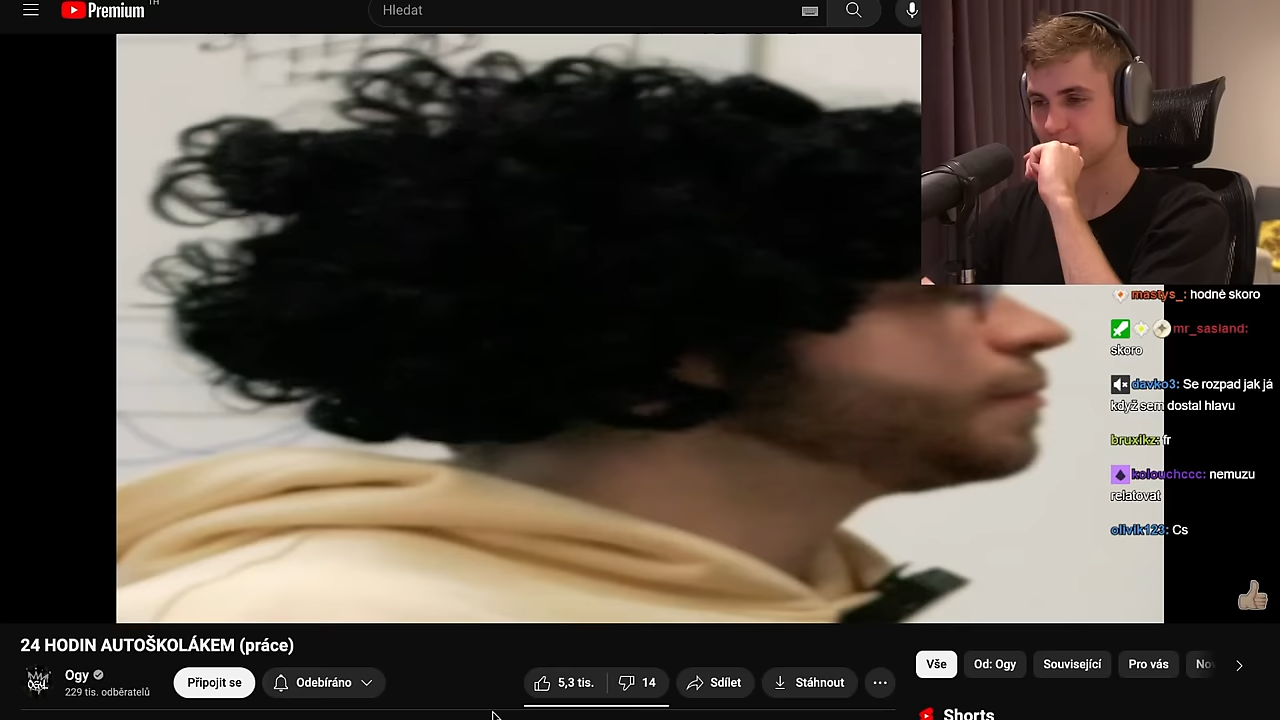 Premium TH
Hledat
mastys_: hodně skoro
mr_sasland:
skoro
davko3: Se rozpad jak já
když sem dostal hlavu
bruxikz: fr
kolouchccc: nemuzu
relatovat
olivik123: Cs
24 HODIN AUTOŠKOLÁKEM (práce)
Ogy
229 tis. odběratelů
Připojit se
Odebíráno
5,3 tis.
14
Sdílet
Stáhnout
Vše
Od: Ogy
Související
Pro vás
Shorts